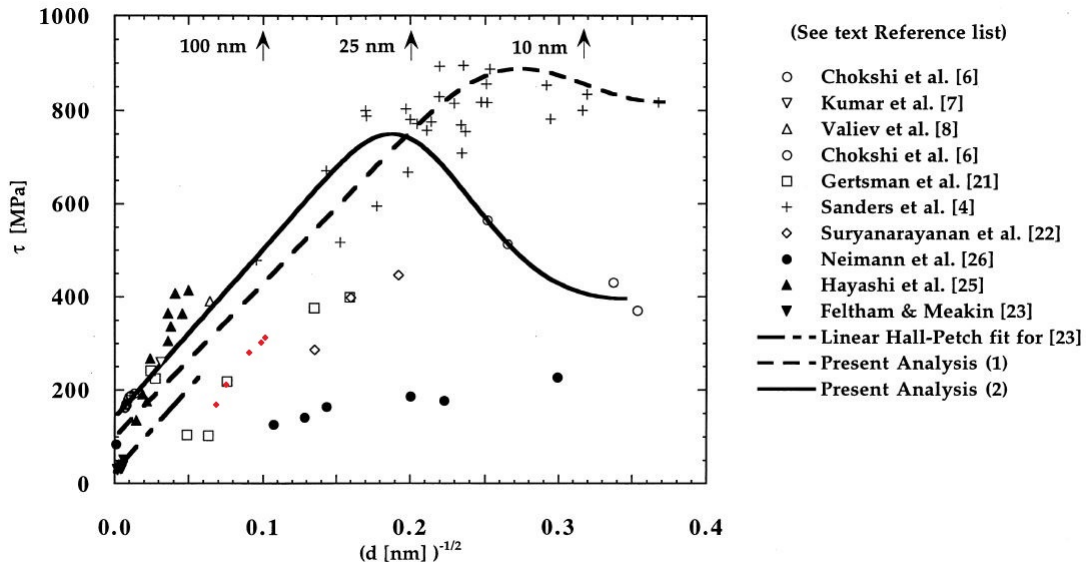 1000
800
600
400
200
0
τ [MPa]
100 nm
25 nm
10 nm
0.0 0.1 0.2 0.3 0.4
(d [nm] )-1/2
(See text Reference list)
Chokshi et al. [6]
Kumar et al. [7]
Valiev et al. [8]
Chokshi et al. [6]
Gertsman et al. [21]
Sanders et al. [4]
Suryanarayanan et al. [22]
Neimann et al. [26]
Hayashi et al. [25]
Feltham & Meakin [23]
Linear Hall-Petch fit for [23]
Present Analysis (1)
Present Analysis (2)